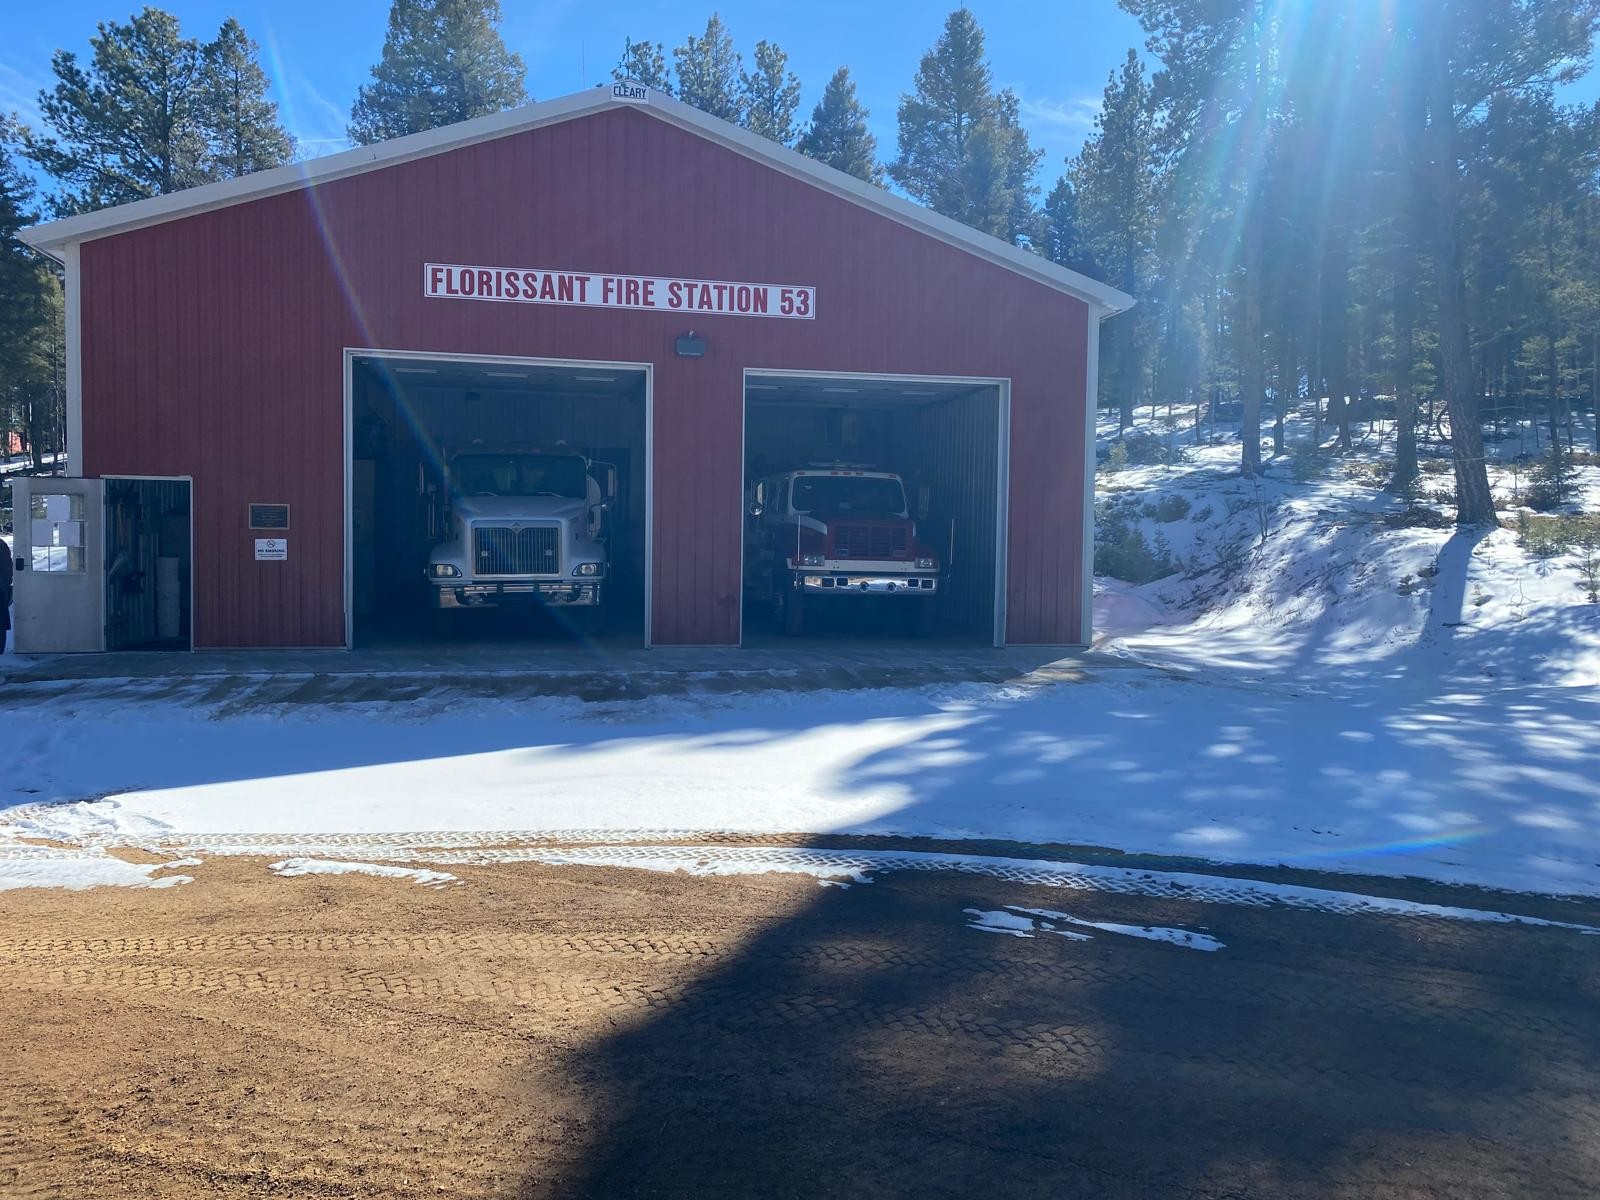 CLEARY
FLORISSANT FIRE STATION 53
NO SMOKING